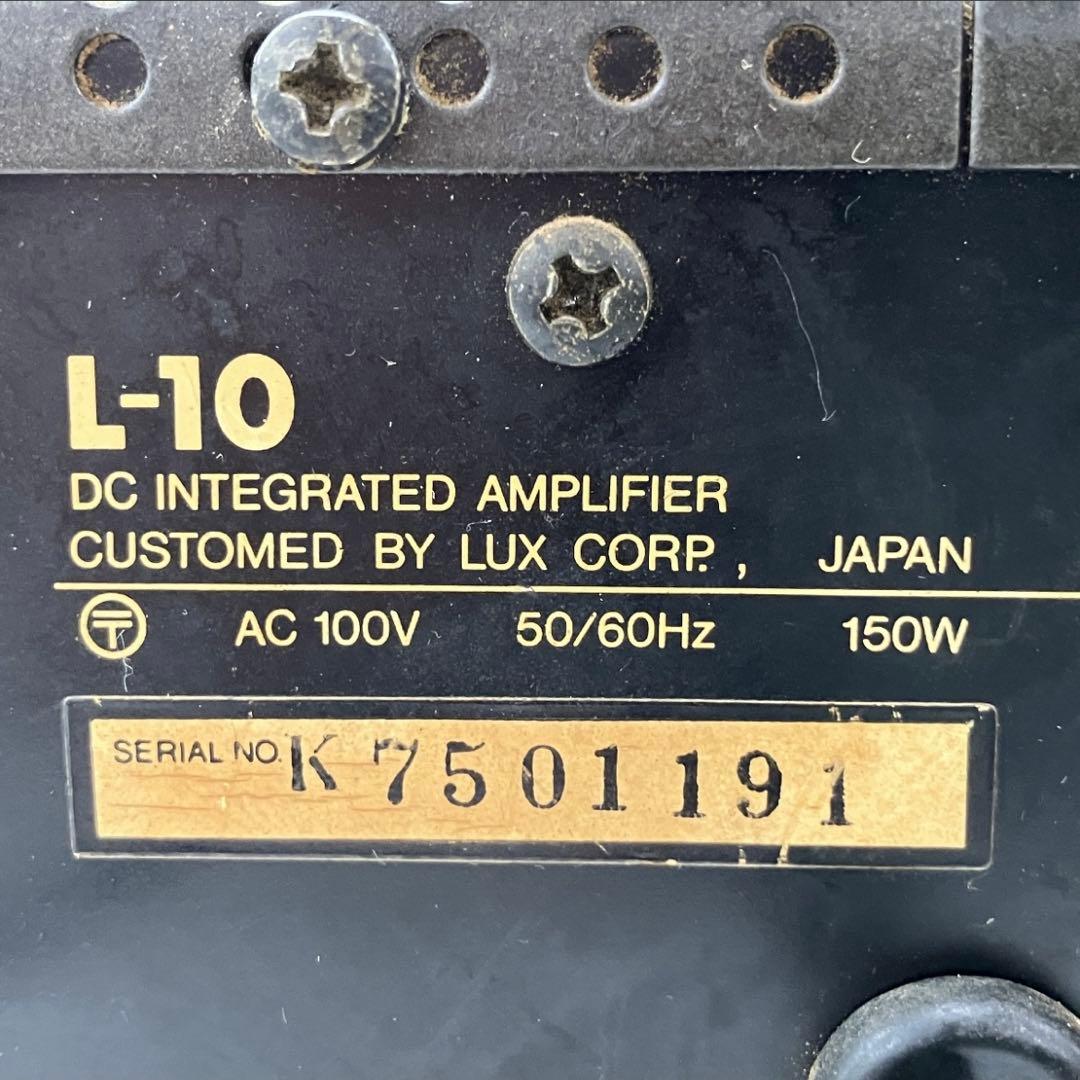 L-10
DC INTEGRATED AMPLIFIER
CUSTOMED BY LUX CORP., JAPAN
〒 AC 100V 50/60Hz 150W
SERIAL NO. K 7501191